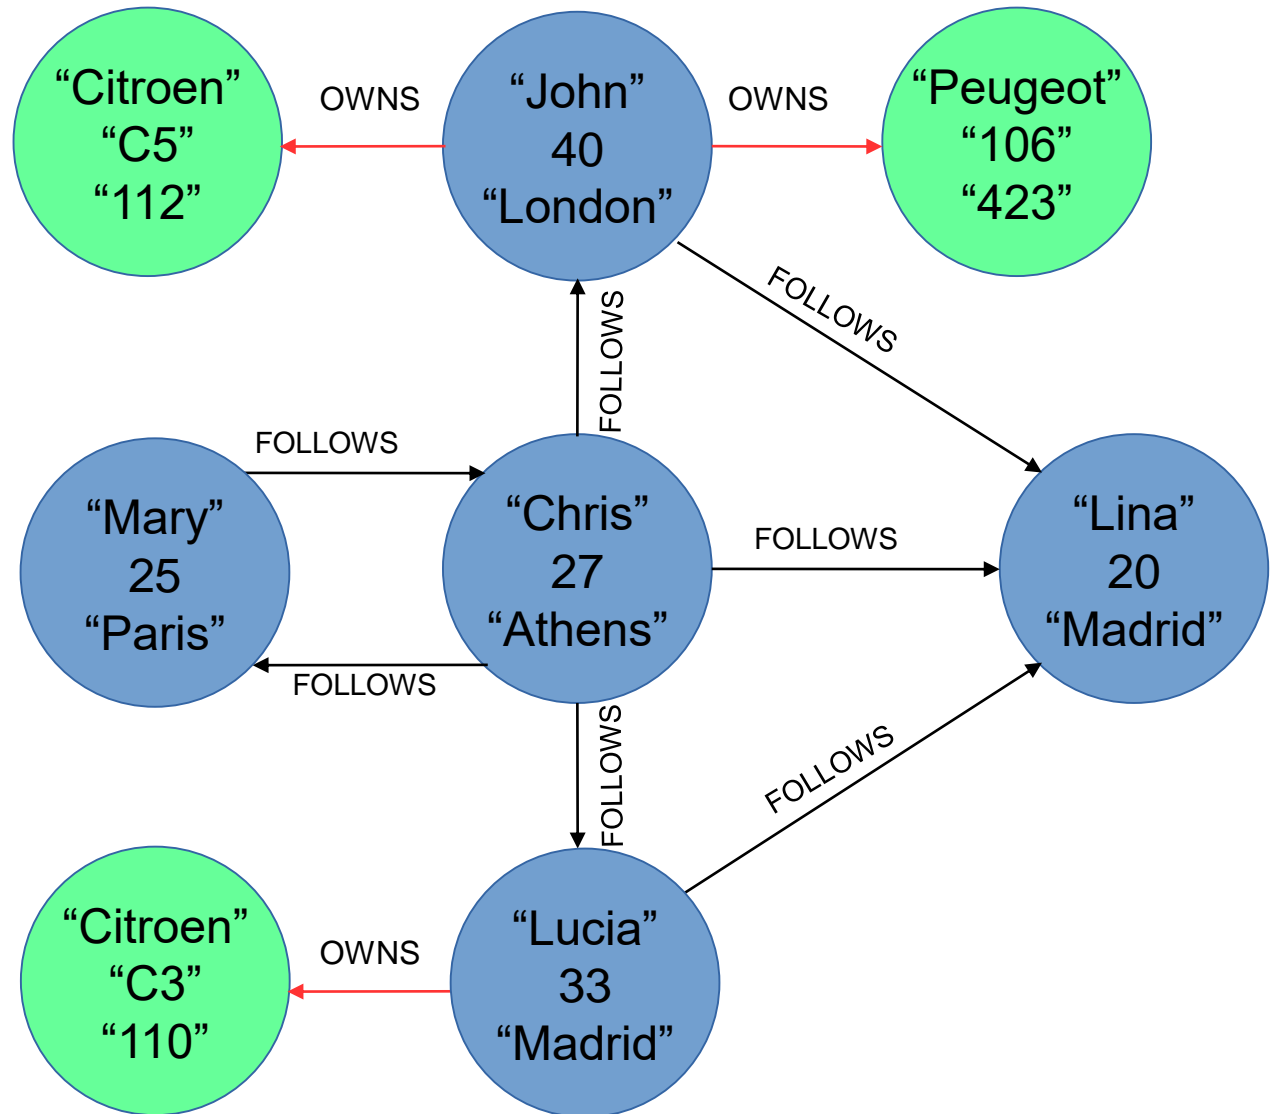 “Citroen”
“C5”
“112”
OWNS
“John”
40
“London”
OWNS
“Peugeot”
“106”
“423”
FOLLOWS
FOLLOWS
FOLLOWS
“Mary”
25
“Paris”
“Chris”
27
“Athens”
FOLLOWS
“Lina”
20
“Madrid”
FOLLOWS
FOLLOWS
FOLLOWS
“Citroen”
“C3”
“110”
OWNS
“Lucia”
33
“Madrid”